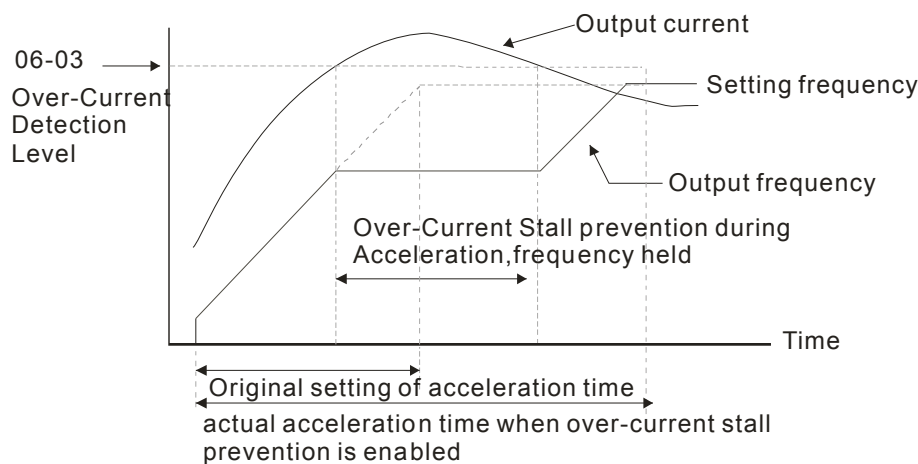 Output current
06-03
Over-Current
Detection
Level
Setting frequency
Output frequency
Over-Current Stall prevention during
Acceleration,frequency held
Time
Original setting of acceleration time
actual acceleration time when over-current stall
prevention is enabled